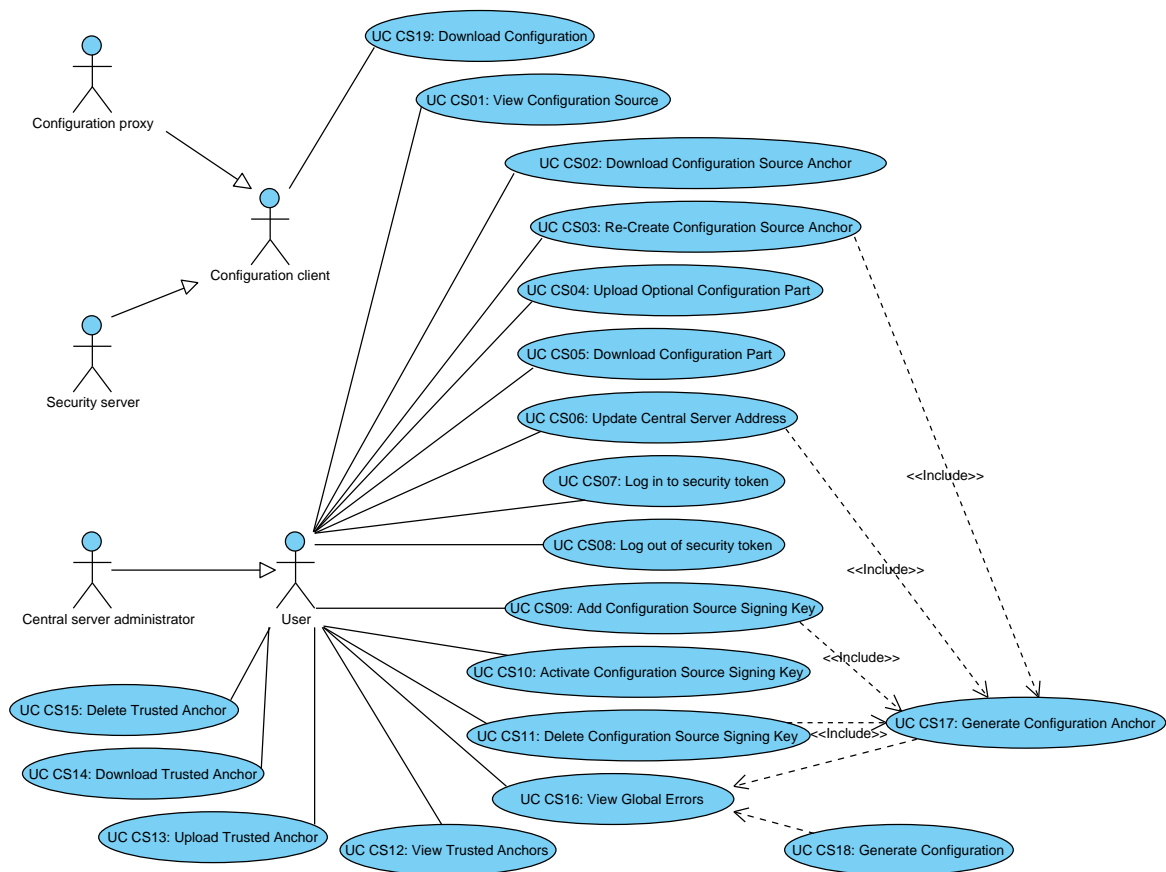 UC CS19: Download Configuration
UC CS01: View Configuration Source
Configuration proxy
UC CS02: Download Configuration Source Anchor
UC CS03: Re-Create Configuration Source Anchor
Configuration client
UC CS04: Upload Optional Configuration Part
UC CS05: Download Configuration Part
Security server
UC CS06: Update Central Server Address
<<Include>>
UC CS07: Log in to security token
UC CS08: Log out of security token
<<Include>>
UC CS09: Add Configuration Source Signing Key
Central server administrator
User
<<Include>>
UC CS10: Activate Configuration Source Signing Key
UC CS15: Delete Trusted Anchor
UC CS17: Generate Configuration Anchor
UC CS11: Delete Configuration Source Signing Key
<<Include>>
UC CS14: Download Trusted Anchor
UC CS16: View Global Errors
UC CS13: Upload Trusted Anchor
UC CS12: View Trusted Anchors
UC CS18: Generate Configuration